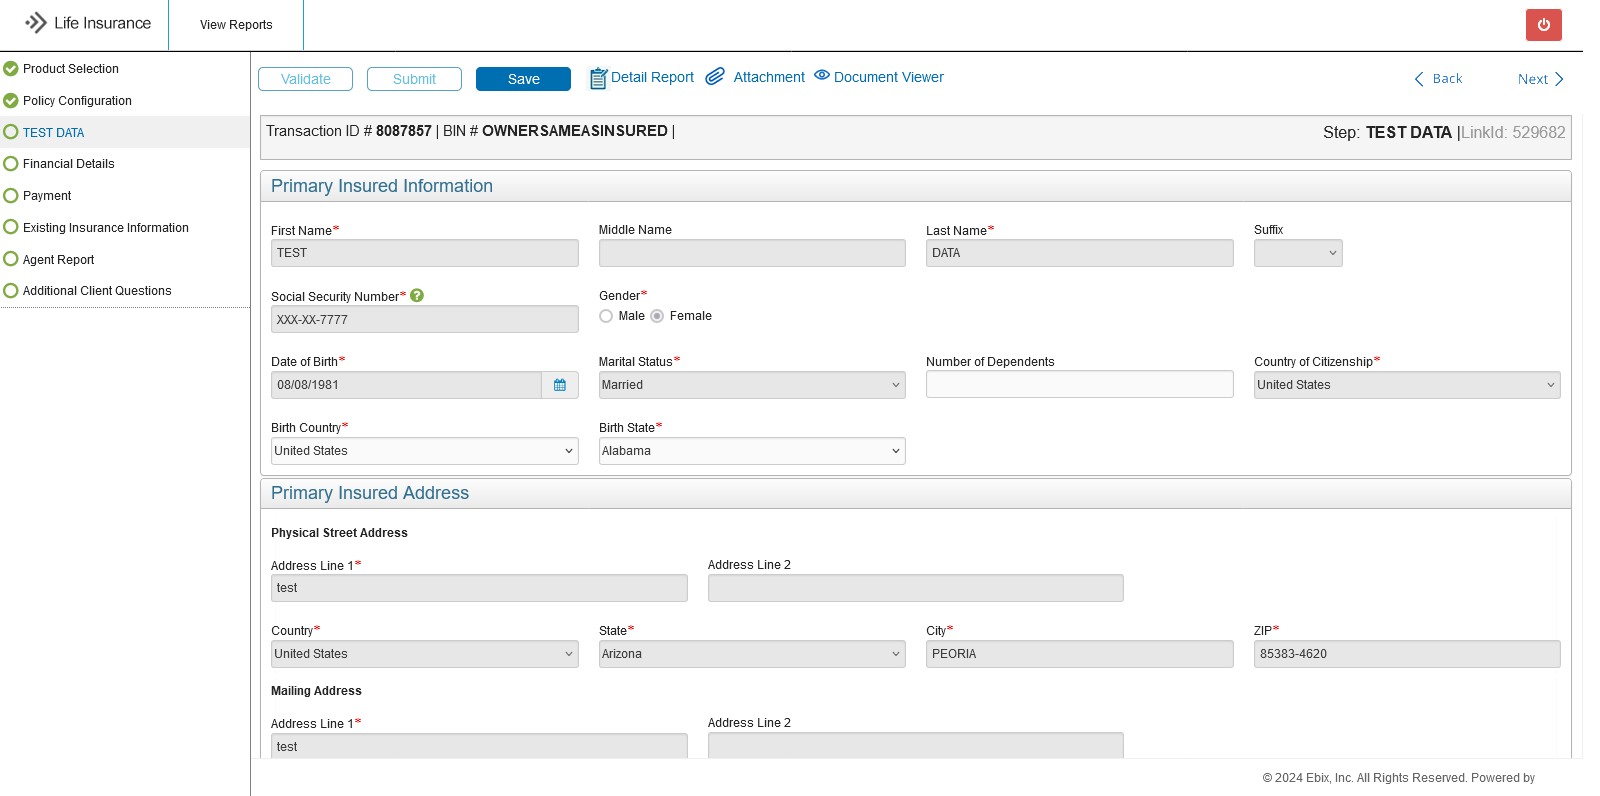 Life Insurance
View Reports
Product Selection
Policy Configuration
TEST DATA
Financial Details
Payment
Existing Insurance Information
Agent Report
Additional Client Questions
Validate
Submit
Save
Detail Report
Attachment
Document Viewer
Back
Next
Transaction ID # 8087857 | BIN # OWNERSAMEASINSURED |
Step: TEST DATA |LinkId: 529682
Primary Insured Information
First Name* Middle Name Last Name* Suffix
TEST DATA
Social Security Number* ? Gender*
XXX-XX-7777 Male Female
Date of Birth* Marital Status* Number of Dependents Country of Citizenship*
08/08/1981 Married United States
Birth Country* Birth State*
United States Alabama
Primary Insured Address
Physical Street Address
Address Line 1* Address Line 2
test
Country* State* City* ZIP*
United States Arizona PEORIA 85383-4620
Mailing Address
Address Line 1* Address Line 2
test
© 2024 Ebix, Inc. All Rights Reserved. Powered by